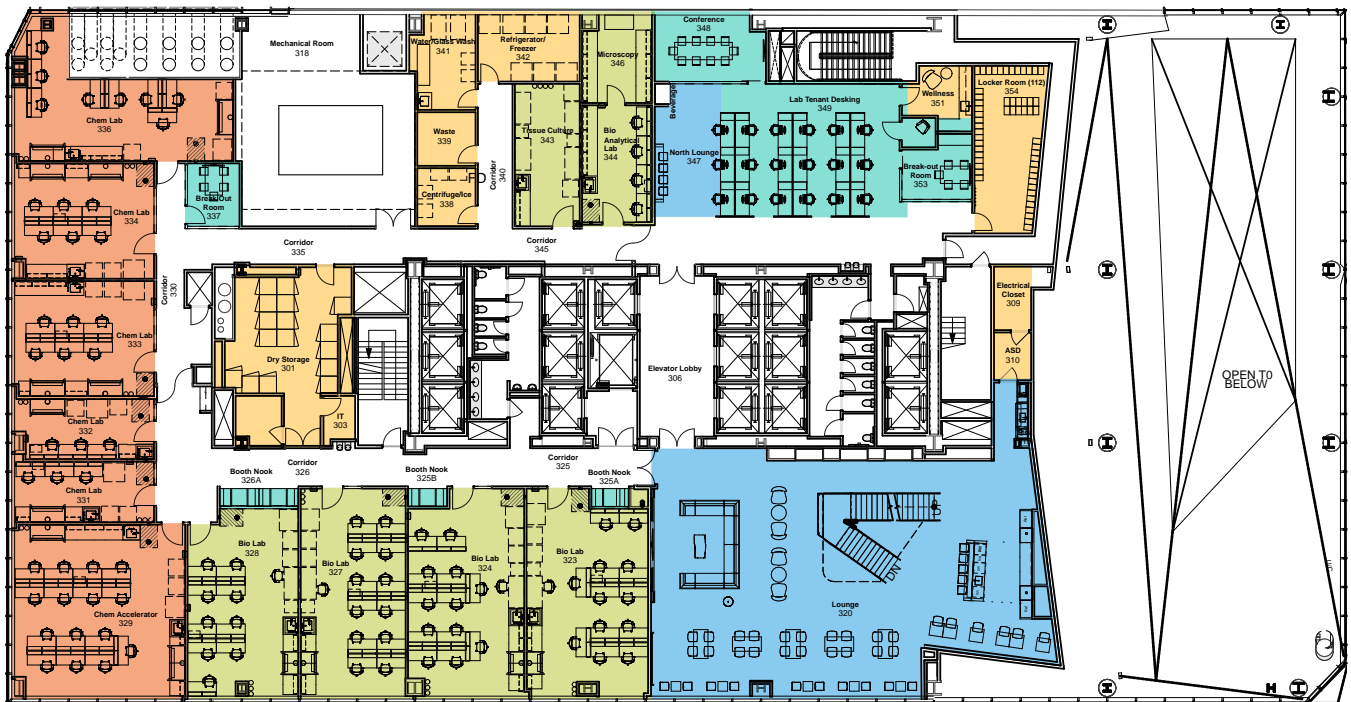 Conference
348
Mechanical Room
318
Water/Glass Wash
341
Refrigerator/
Freezer
342
Microscopy
346
Wellness
351
Locker Room (112)
354
Beverage
Lab Tenant Desking
349
Chem Lab
336
Waste
339
Tissue Culture
343
Bio
Analytical
Lab
344
North Lounge
347
Break-out
Room
353
Corridor
340
Break Out
Room
337
Centrifuge/Ice
338
Chem Lab
334
Corridor
335
Corridor
345
Corridor
330
Electrical
Closet
309
Chem Lab
333
Dry Storage
301
Elevator Lobby
306
ASD
310
OPEN TO
BELOW
IT
303
Chem Lab
332
Corridor
326
Corridor
325
Booth Nook
326A
Booth Nook
325B
Booth Nook
325A
Chem Lab
331
Bio Lab
328
Bio Lab
327
Bio Lab
324
Bio Lab
323
UP
DN
Chem Accelerator
329
Lounge
320